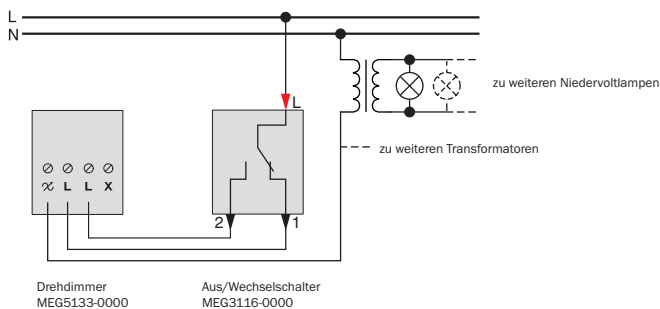 L
N
L
zu weiteren Niedervoltlampen
zu weiteren Transformatoren
L L X
2 1
Drehdimmer
MEG5133-0000
Aus/Wechselschalter
MEG3116-0000